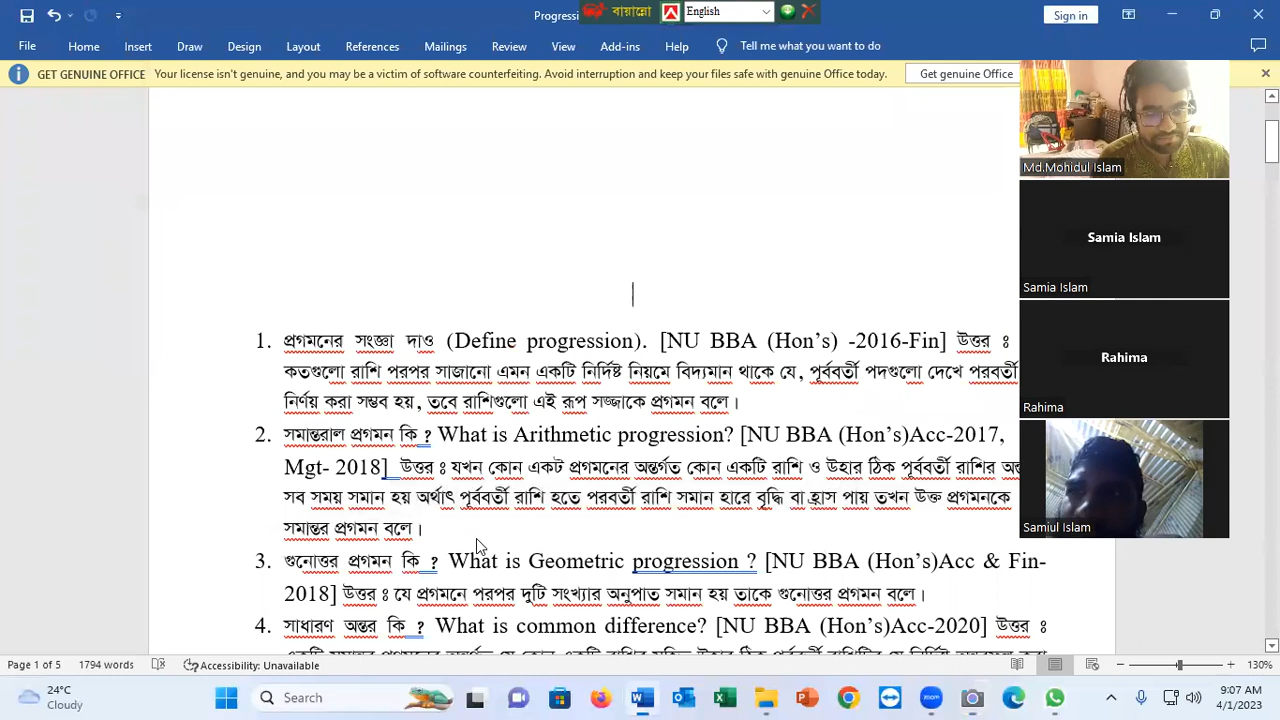 Progressi
বায়ান্নো
English
Sign in
File Home Insert Draw Design Layout References Mailings Review View Add-ins Help Tell me what you want to do
GET GENUINE OFFICE Your license isn't genuine, and you may be a victim of software counterfeiting. Avoid interruption and keep your files safe with genuine Office today. Get genuine Office
Md.Mohidul Islam
Samia Islam
Samia Islam
Rahima
Rahima
Samiul Islam
1. প্রগমনের সংজ্ঞা দাও (Define progression). [NU BBA (Hon's) -2016-Fin] উত্তর ঃ
কতগুলো রাশি পরপর সাজানো এমন একটি নির্দিষ্ট নিয়মে বিদ্যমান থাকে যে, পূর্ববর্তী পদগুলো দেখে পরবর্তী
নির্ণয় করা সম্ভব হয়, তবে রাশিগুলো এই রূপ সজ্জাকে প্রগমন বলে।
2. সমান্তরাল প্রগমন কি ? What is Arithmetic progression? [NU BBA (Hon's)Acc-2017,
Mgt- 2018] উত্তর ঃ যখন কোন একট প্রগমনের অন্তর্গত কোন একটি রাশি ও উহার ঠিক পূর্ববর্তী রাশির
সব সময় সমান হয় অর্থাৎ পূর্ববর্তী রাশি হতে পরবর্তী রাশি সমান হারে বৃদ্ধি বা হ্রাস পায় তখন উক্ত প্রগমনকে
সমান্তর প্রগমন বলে।
3. গুনোত্তর প্রগমন কি ? What is Geometric progression ? [NU BBA (Hon's)Acc & Fin-
2018] উত্তর ঃ যে প্রগমনে পরপর দুটি সংখ্যার অনুপাত সমান হয় তাকে গুনোত্তর প্রগমন বলে।
4. সাধারণ অন্তর কি ? What is common difference? [NU BBA (Hon's)Acc-2020] উত্তর ঃ
Page 1 of 5 1794 words Accessibility: Unavailable 130%
24°C
Cloudy
Search
9:07 AM
4/1/2023